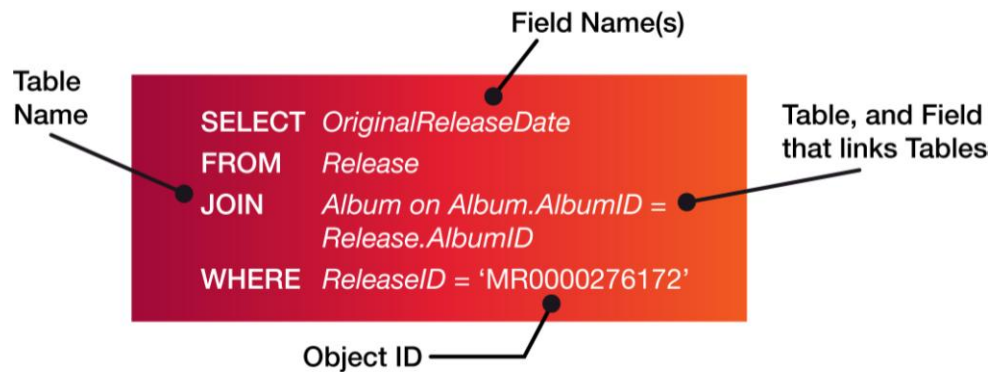 Field Name(s)
Table
Name
SELECT OriginalReleaseDate
FROM Release
JOIN Album on Album.AlbumID =
Release.AlbumID
WHERE ReleaseID = ‘MR0000276172’
Table, and Field
that links Tables
Object ID